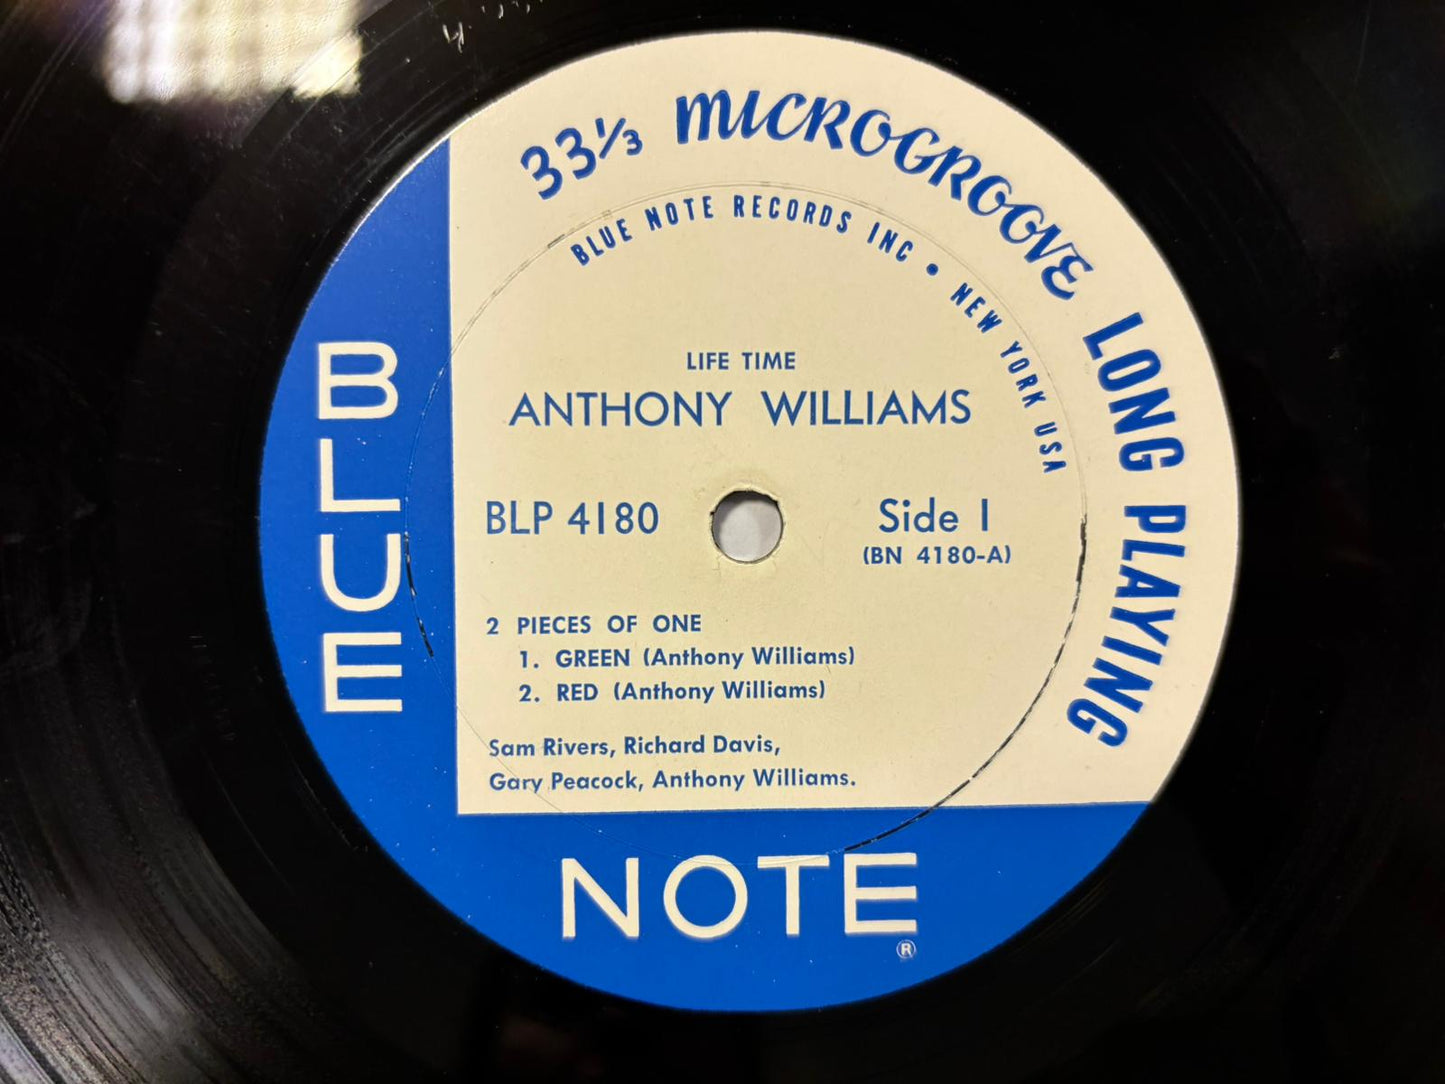 33⅓ MICROGROOVE LONG PLAYING
BLUE NOTE RECORDS INC • NEW YORK USA
LIFE TIME
ANTHONY WILLIAMS
BLP 4180
Side 1
(BN 4180-A)
2 PIECES OF ONE
1. GREEN (Anthony Williams)
2. RED (Anthony Williams)
Sam Rivers, Richard Davis,
Gary Peacock, Anthony Williams.
BLUE
NOTE
®